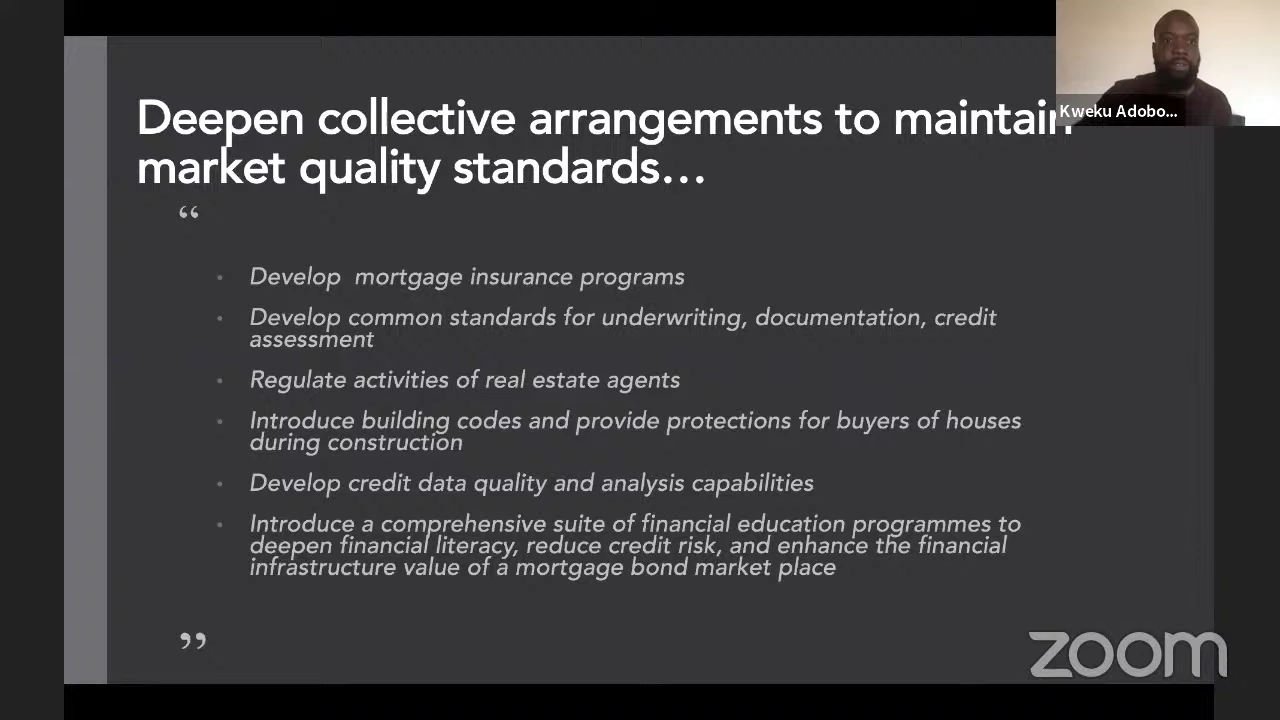 Deepen collective arrangements to maintain
market quality standards…
“
• Develop  mortgage insurance programs
• Develop common standards for underwriting, documentation, credit
assessment
• Regulate activities of real estate agents
• Introduce building codes and provide protections for buyers of houses
during construction
• Develop credit data quality and analysis capabilities
• Introduce a comprehensive suite of financial education programmes to
deepen financial literacy, reduce credit risk, and enhance the financial
infrastructure value of a mortgage bond market place
”
Kweku Adobo...
zoom